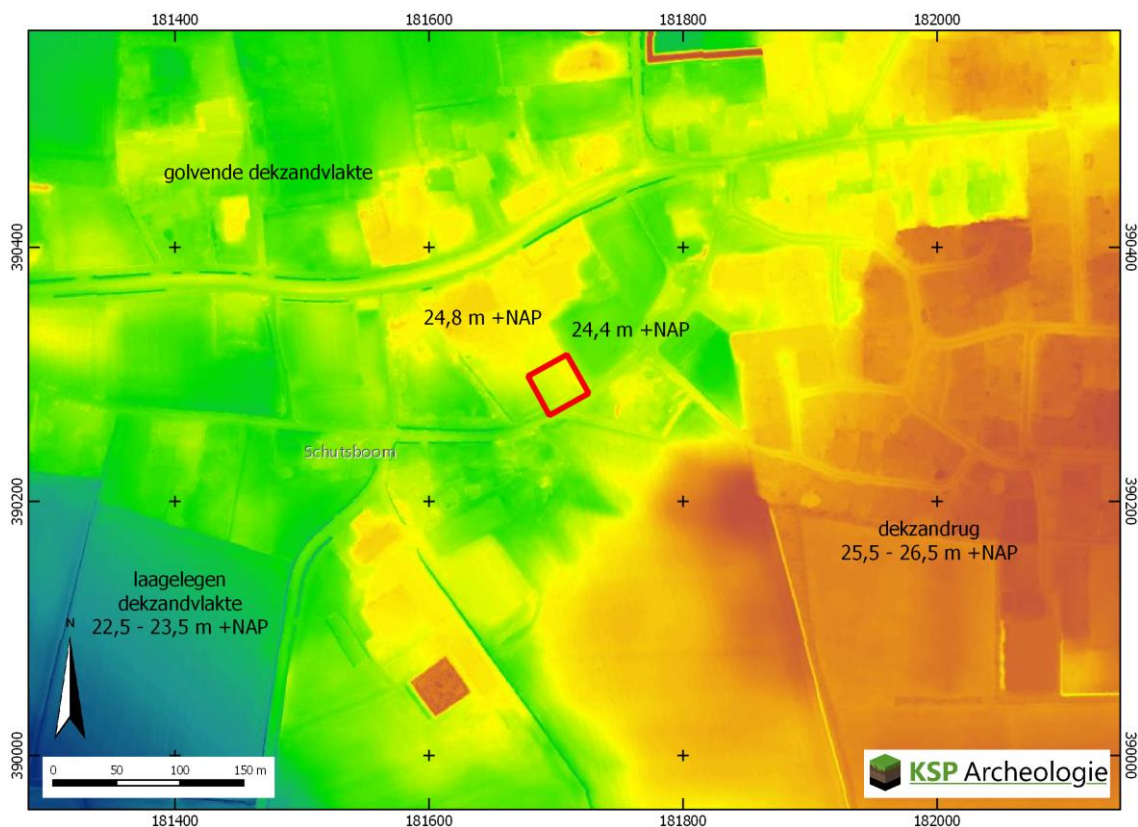 181400 181600 181800 182000
golvende dekzandvlakte
390400 390400
24,8 m +NAP
24,4 m +NAP
Schutsboom
390200 390200
dekzandrug
25,5 - 26,5 m +NAP
laagelegen
dekzandvlakte
22,5 - 23,5 m +NAP
N
390000 390000
0 50 100 150 m
KSP Archeologie
181400 181600 181800 182000